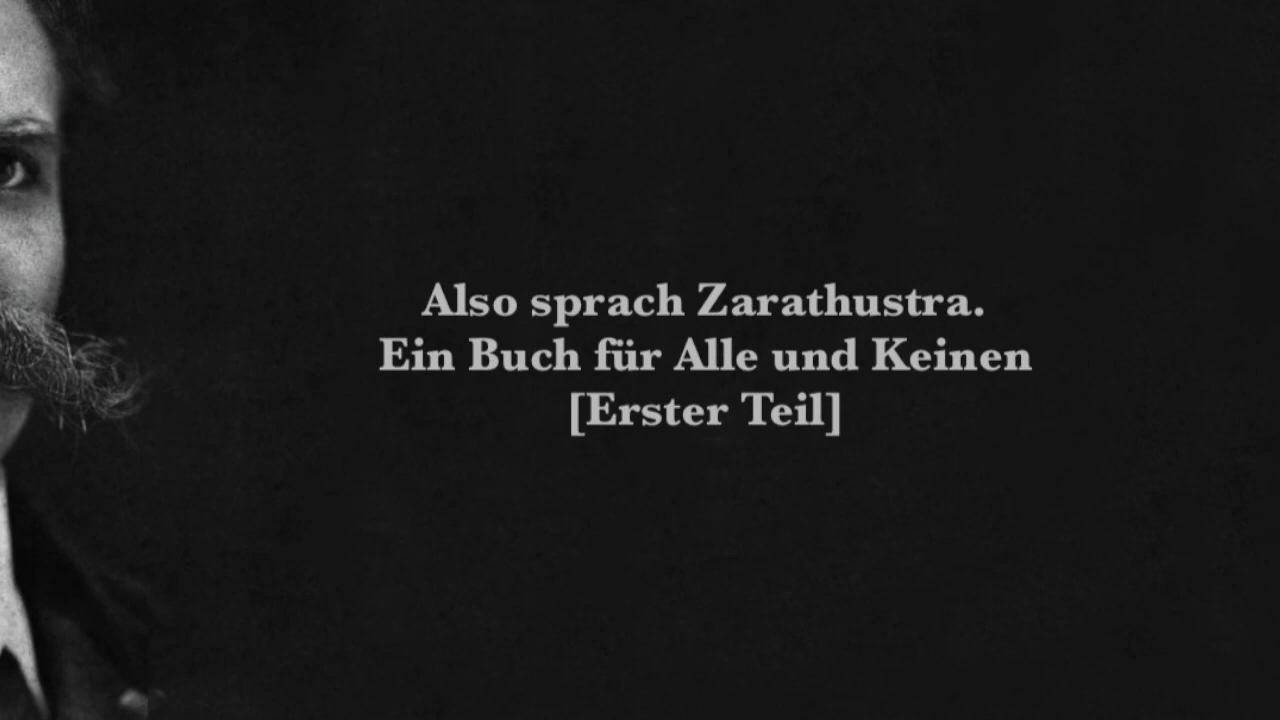 Also sprach Zarathustra.
Ein Buch für Alle und Keinen
[Erster Teil]